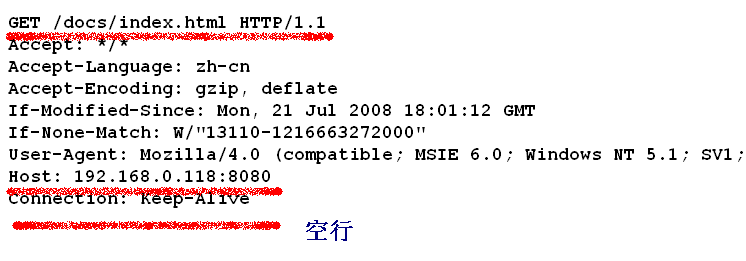 GET /docs/index.html HTTP/1.1
Accept: */*
Accept-Language: zh-cn
Accept-Encoding: gzip, deflate
If-Modified-Since: Mon, 21 Jul 2008 18:01:12 GMT
If-None-Match: W/"13110-1216663272000"
User-Agent: Mozilla/4.0 (compatible; MSIE 6.0; Windows NT 5.1; SV1;
Host: 192.168.0.118:8080
Connection: Keep-Alive
空行